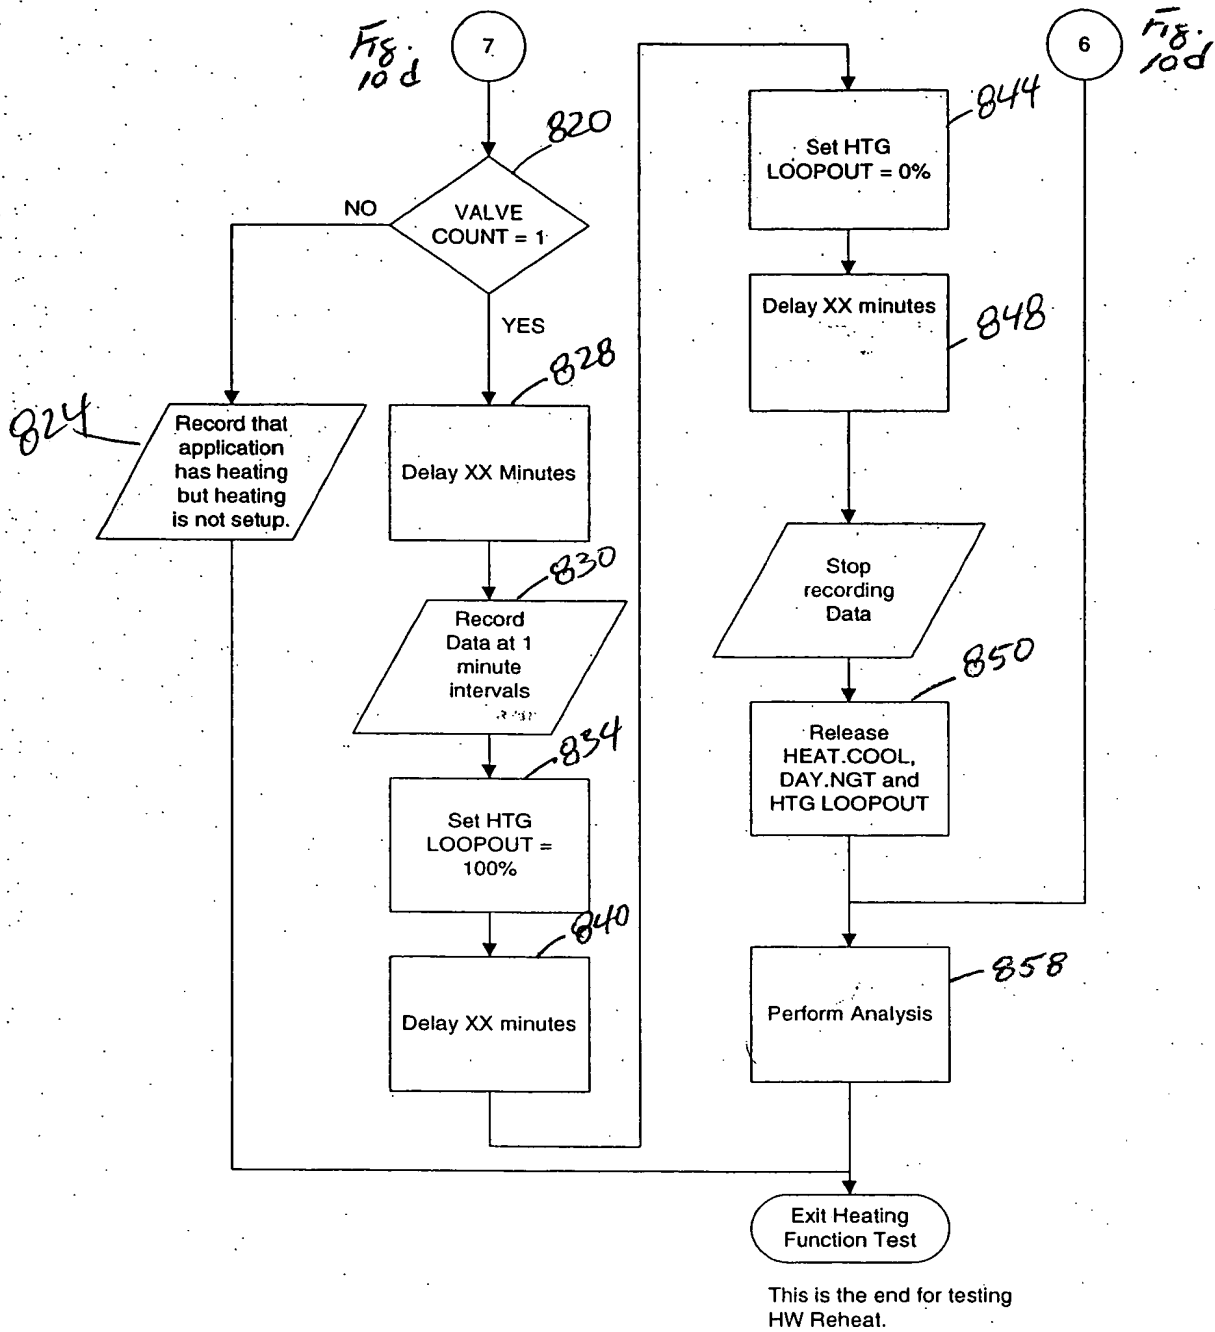 Fig.
10d
7
820
VALVE
COUNT = 1
NO
YES
824
Record that
application
has heating
but heating
is not setup.
828
Delay XX Minutes
830
Record
Data at 1
minute
intervals
834
Set HTG
LOOPOUT =
100%
840
Delay XX minutes
844
Set HTG
LOOPOUT = 0%
848
Delay XX minutes
Stop
recording
Data
850
Release
HEAT.COOL,
DAY.NGT and
HTG LOOPOUT
6
Fig.
10d
858
Perform Analysis
Exit Heating
Function Test
This is the end for testing
HW Reheat.